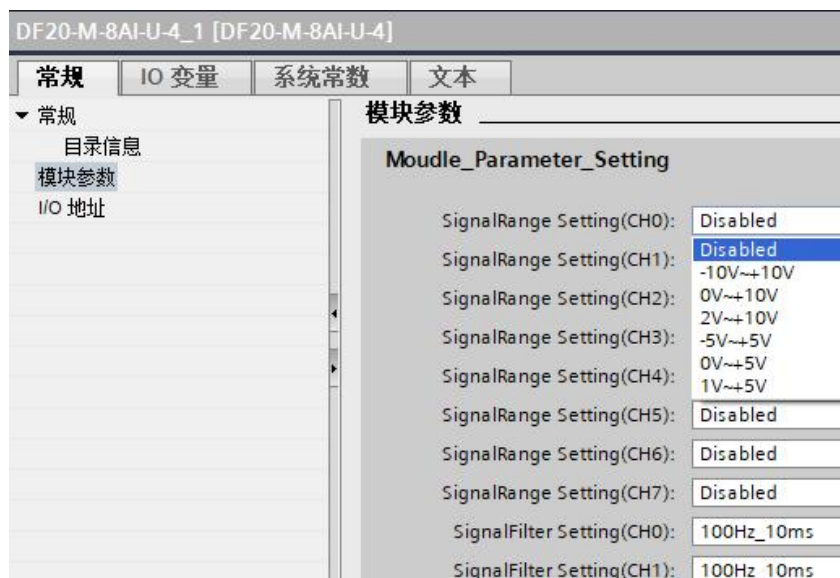 DF20-M-8AI-U-4_1 [DF20-M-8AI-U-4]
常规 IO 变量 系统常数 文本
常规
目录信息
模块参数
I/O 地址
模块参数
Moudle_Parameter_Setting
SignalRange Setting(CH0): Disabled
Disabled
-10V~+10V
0V~+10V
2V~+10V
-5V~+5V
0V~+5V
1V~+5V
SignalRange Setting(CH1):
SignalRange Setting(CH2):
SignalRange Setting(CH3):
SignalRange Setting(CH4):
SignalRange Setting(CH5): Disabled
SignalRange Setting(CH6): Disabled
SignalRange Setting(CH7): Disabled
SignalFilter Setting(CH0): 100Hz_10ms
SignalFilter Setting(CH1): 100Hz_10ms